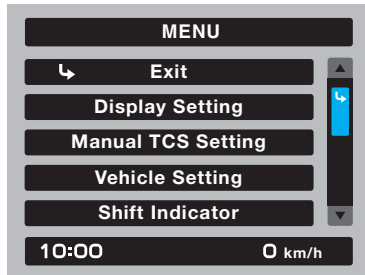 MENU
Exit
Display Setting
Manual TCS Setting
Vehicle Setting
Shift Indicator
10:00 0 km/h